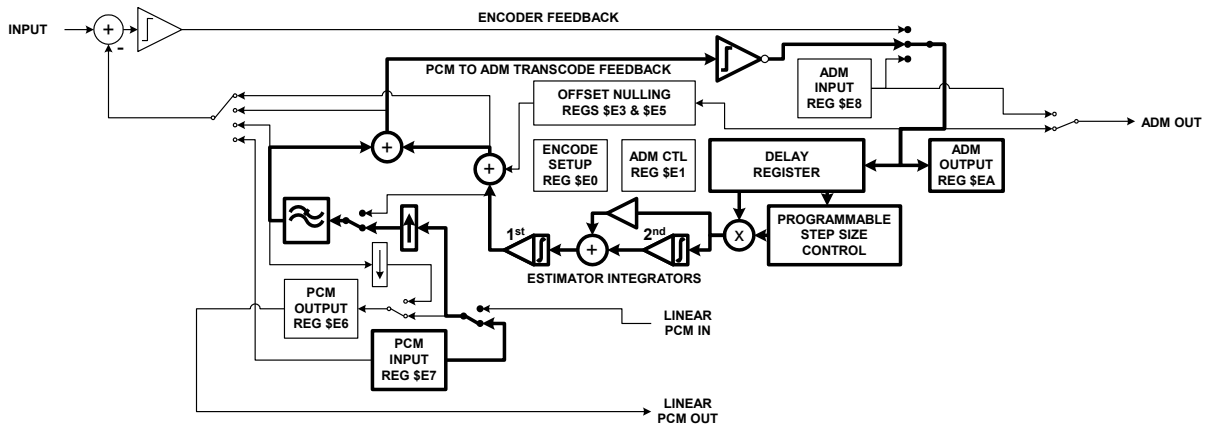 ENCODER FEEDBACK
INPUT
+
-
PCM TO ADM TRANSCODE FEEDBACK
ADM
INPUT
REG $E8
OFFSET NULLING
REGS $E3 & $E5
ADM OUT
+
+
ENCODE
SETUP
REG $E0
ADM CTL
REG $E1
DELAY
REGISTER
ADM
OUTPUT
REG $EA
1st
+
2nd
X
PROGRAMMABLE
STEP SIZE
CONTROL
ESTIMATOR INTEGRATORS
PCM
OUTPUT
REG $E6
LINEAR
PCM IN
PCM
INPUT
REG $E7
LINEAR
PCM OUT